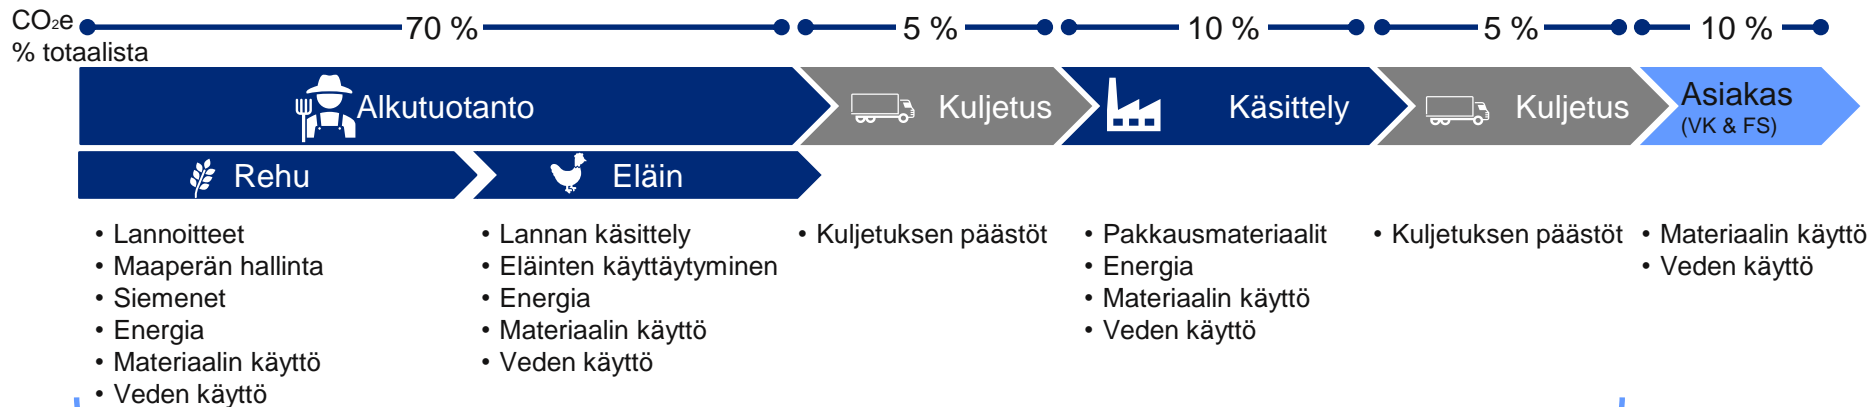 CO₂e
% totaalista
70 %
5 %
10 %
5 %
10 %
Alkutuotanto
Kuljetus
Käsittely
Kuljetus
Asiakas
(VK & FS)
Rehu
Eläin
• Lannoitteet
• Maaperän hallinta
• Siemenet
• Energia
• Materiaalin käyttö
• Veden käyttö
• Lannan käsittely
• Eläinten käyttäytyminen
• Energia
• Materiaalin käyttö
• Veden käyttö
• Kuljetuksen päästöt
• Pakkausmateriaalit
• Energia
• Materiaalin käyttö
• Veden käyttö
• Kuljetuksen päästöt
• Materiaalin käyttö
• Veden käyttö